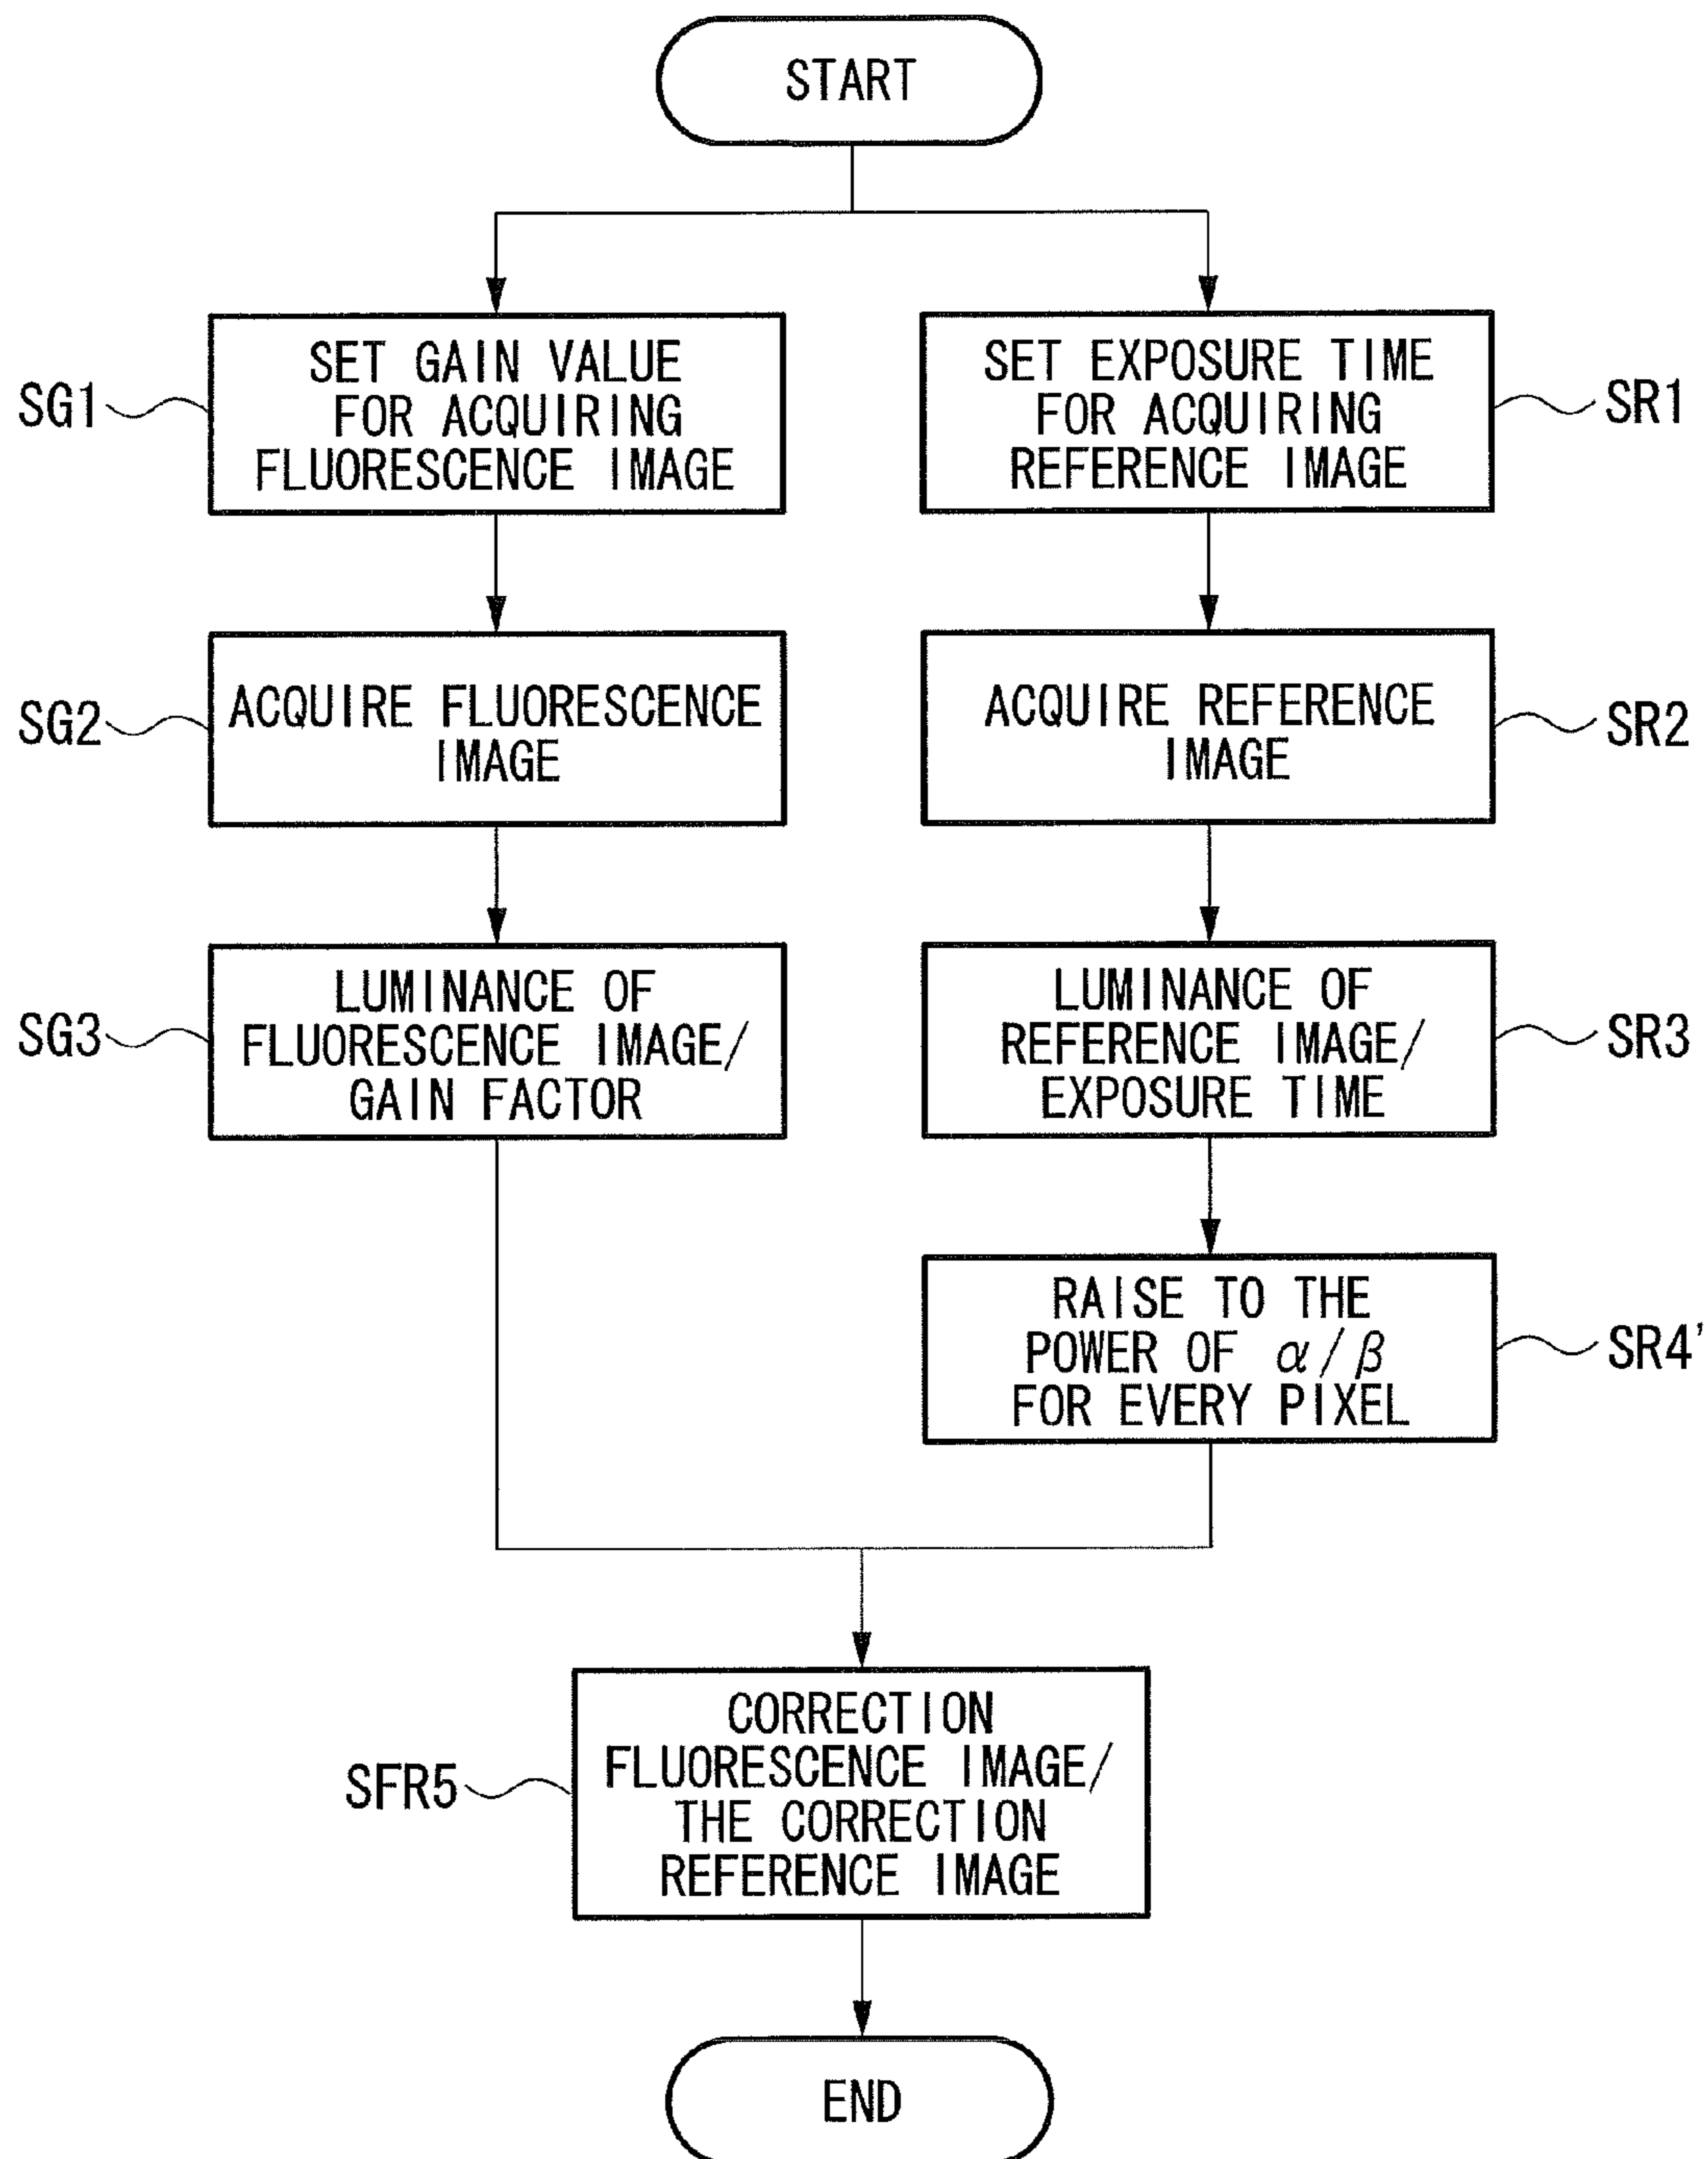 START
SG1
SET GAIN VALUE
FOR ACQUIRING
FLUORESCENCE IMAGE
SET EXPOSURE TIME
FOR ACQUIRING
REFERENCE IMAGE
SR1
SG2
ACQUIRE FLUORESCENCE
IMAGE
ACQUIRE REFERENCE
IMAGE
SR2
SG3
LUMINANCE OF
FLUORESCENCE IMAGE/
GAIN FACTOR
LUMINANCE OF
REFERENCE IMAGE/
EXPOSURE TIME
SR3
RAISE TO THE
POWER OF α/β
FOR EVERY PIXEL
SR4'
SFR5
CORRECTION
FLUORESCENCE IMAGE/
THE CORRECTION
REFERENCE IMAGE
END